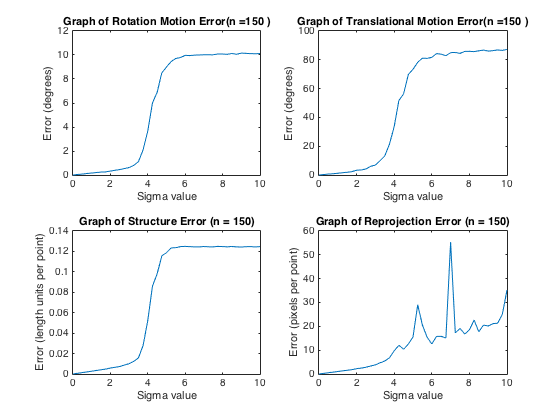 Graph of Rotation Motion Error(n =150 )
Error (degrees)
12
10
8
6
4
2
0
0 2 4 6 8 10
Sigma value
Graph of Translational Motion Error(n =150 )
Error (degrees)
100
80
60
40
20
0
0 2 4 6 8 10
Sigma value
Graph of Structure Error (n = 150)
Error (length units per point)
0.14
0.12
0.1
0.08
0.06
0.04
0.02
0
0 2 4 6 8 10
Sigma value
Graph of Reprojection Error (n = 150)
Error (pixels per point)
60
50
40
30
20
10
0
0 2 4 6 8 10
Sigma value